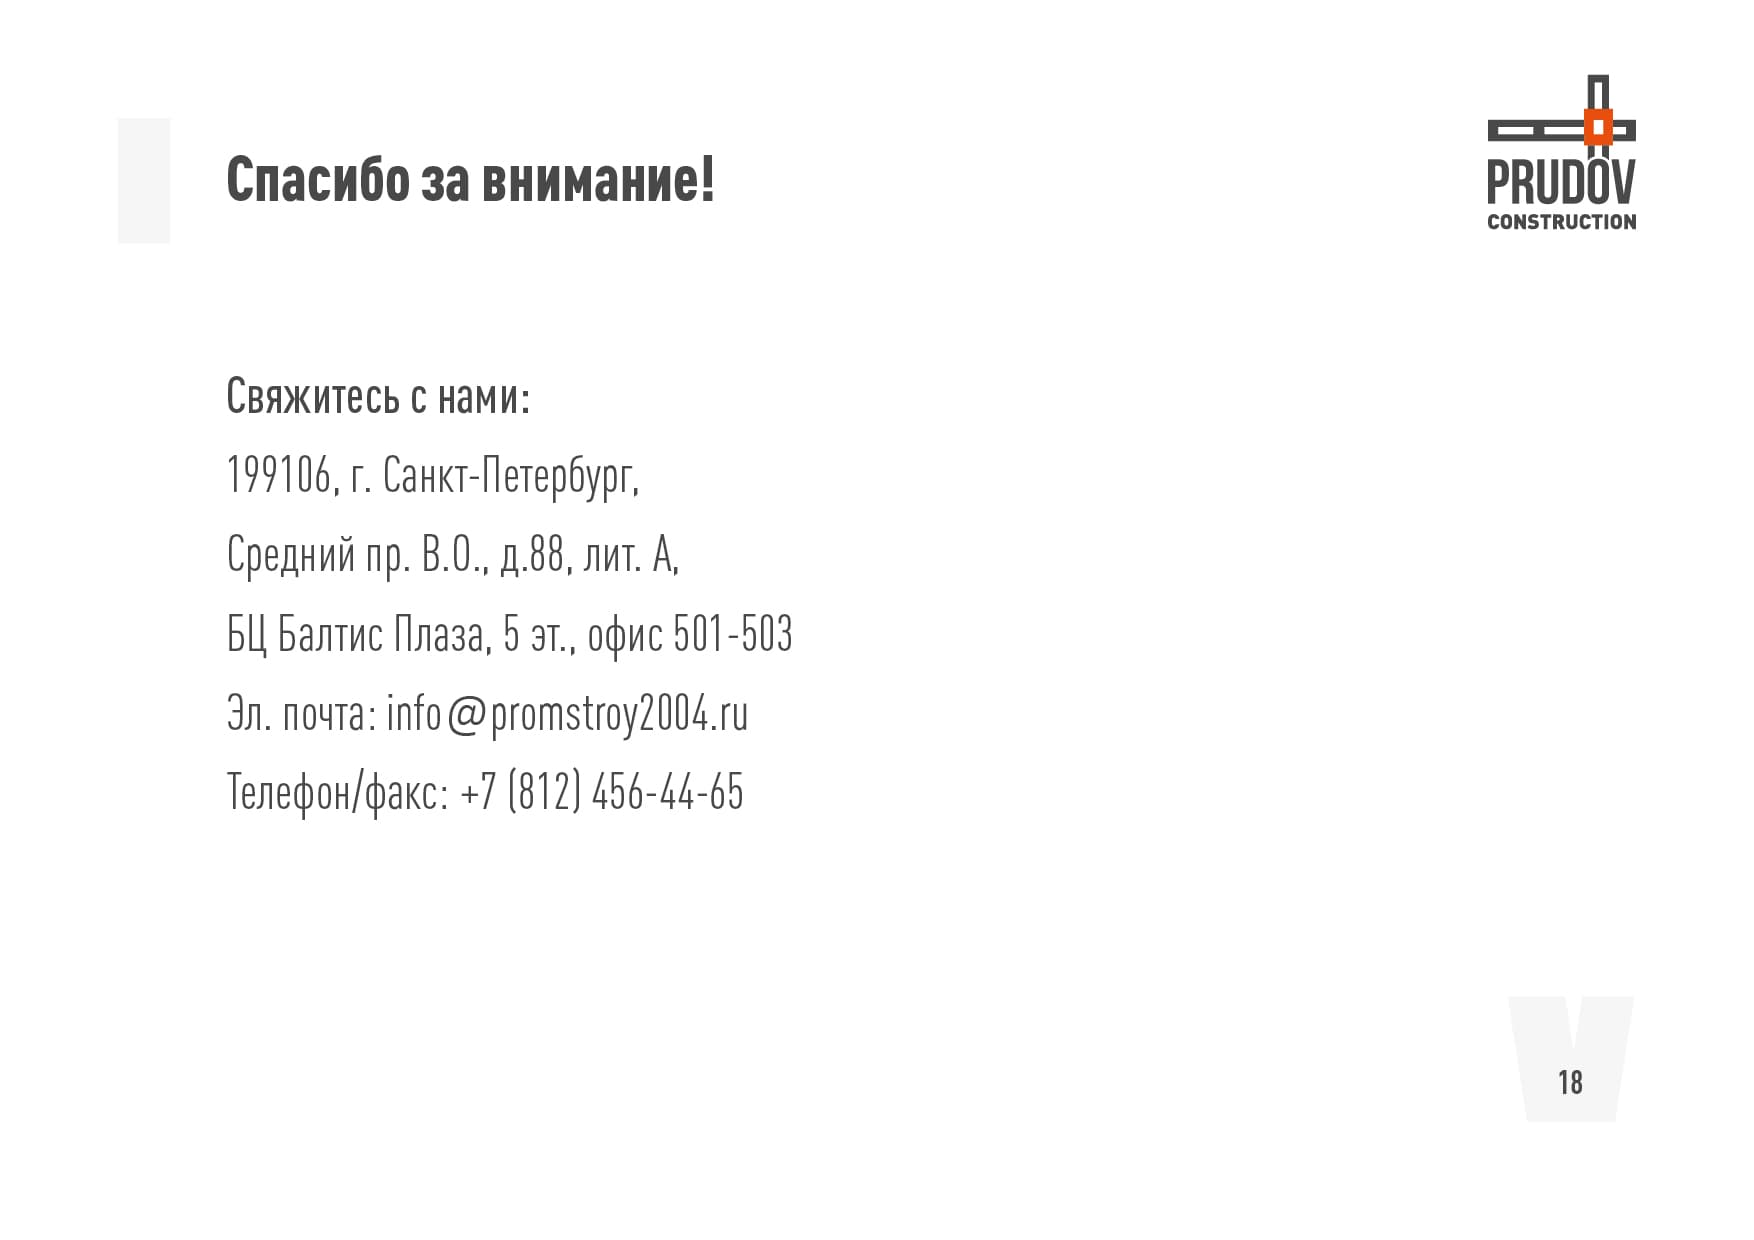 Спасибо за внимание!
PRUDOV
CONSTRUCTION
Свяжитесь с нами:
199106, г. Санкт-Петербург,
Средний пр. В.О., д.88, лит. А,
БЦ Балтис Плаза, 5 эт., офис 501-503
Эл. почта: info@promstroy2004.ru
Телефон/факс: +7 (812) 456-44-65
18